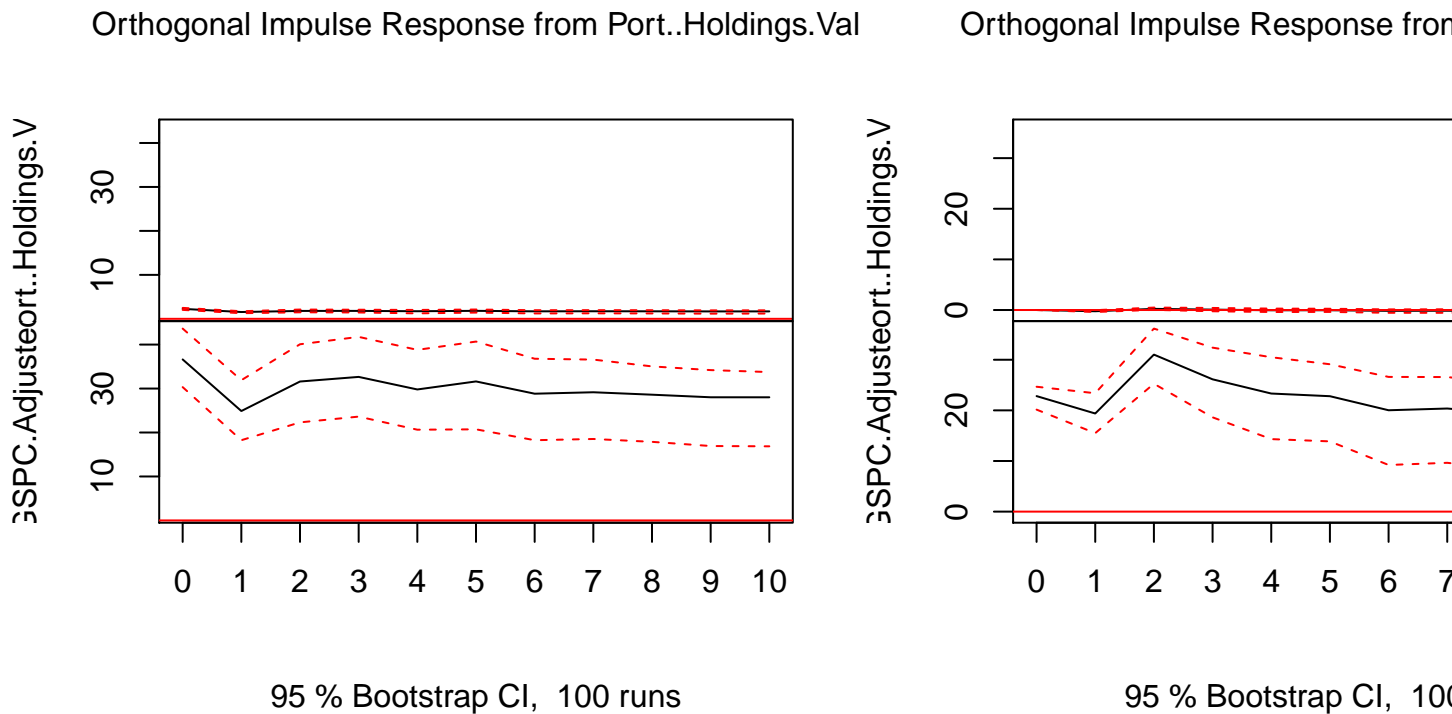 Orthogonal Impulse Response from Port..Holdings.Val
Orthogonal Impulse Response from
GSPC.Adjusteort..Holdings.V
30
10
30
10
0 1 2 3 4 5 6 7 8 9 10
95 % Bootstrap CI, 100 runs
GSPC.Adjusteort..Holdings.V
20
0
20
0
0 1 2 3 4 5 6 7
95 % Bootstrap CI, 100